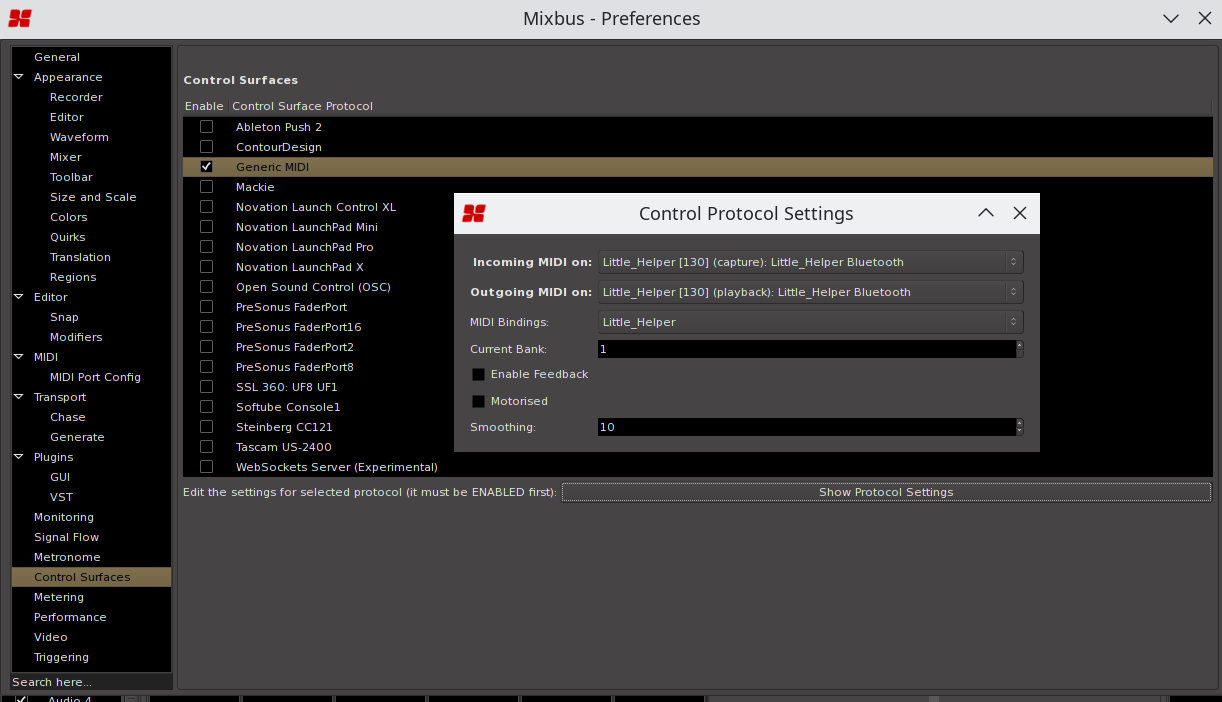 Mixbus - Preferences
General
Appearance
Recorder
Editor
Waveform
Mixer
Toolbar
Size and Scale
Colors
Quirks
Translation
Regions
Editor
Snap
Modifiers
MIDI
MIDI Port Config
Transport
Chase
Generate
Plugins
GUI
VST
Monitoring
Signal Flow
Metronome
Control Surfaces
Metering
Performance
Video
Triggering
Search here...
Control Surfaces
Enable Control Surface Protocol
Ableton Push 2
ContourDesign
Generic MIDI
Mackie
Novation Launch Control XL
Novation LaunchPad Mini
Novation LaunchPad Pro
Novation LaunchPad X
Open Sound Control (OSC)
PreSonus FaderPort
PreSonus FaderPort16
PreSonus FaderPort2
PreSonus FaderPort8
SSL 360: UF8 UF1
Softube Console1
Steinberg CC121
Tascam US-2400
WebSockets Server (Experimental)
Edit the settings for selected protocol (it must be ENABLED first): Show Protocol Settings
Control Protocol Settings
Incoming MIDI on: Little_Helper [130] (capture): Little_Helper Bluetooth
Outgoing MIDI on: Little_Helper [130] (playback): Little_Helper Bluetooth
MIDI Bindings: Little_Helper
Current Bank: 1
Enable Feedback
Motorised
Smoothing: 10
Audio 4